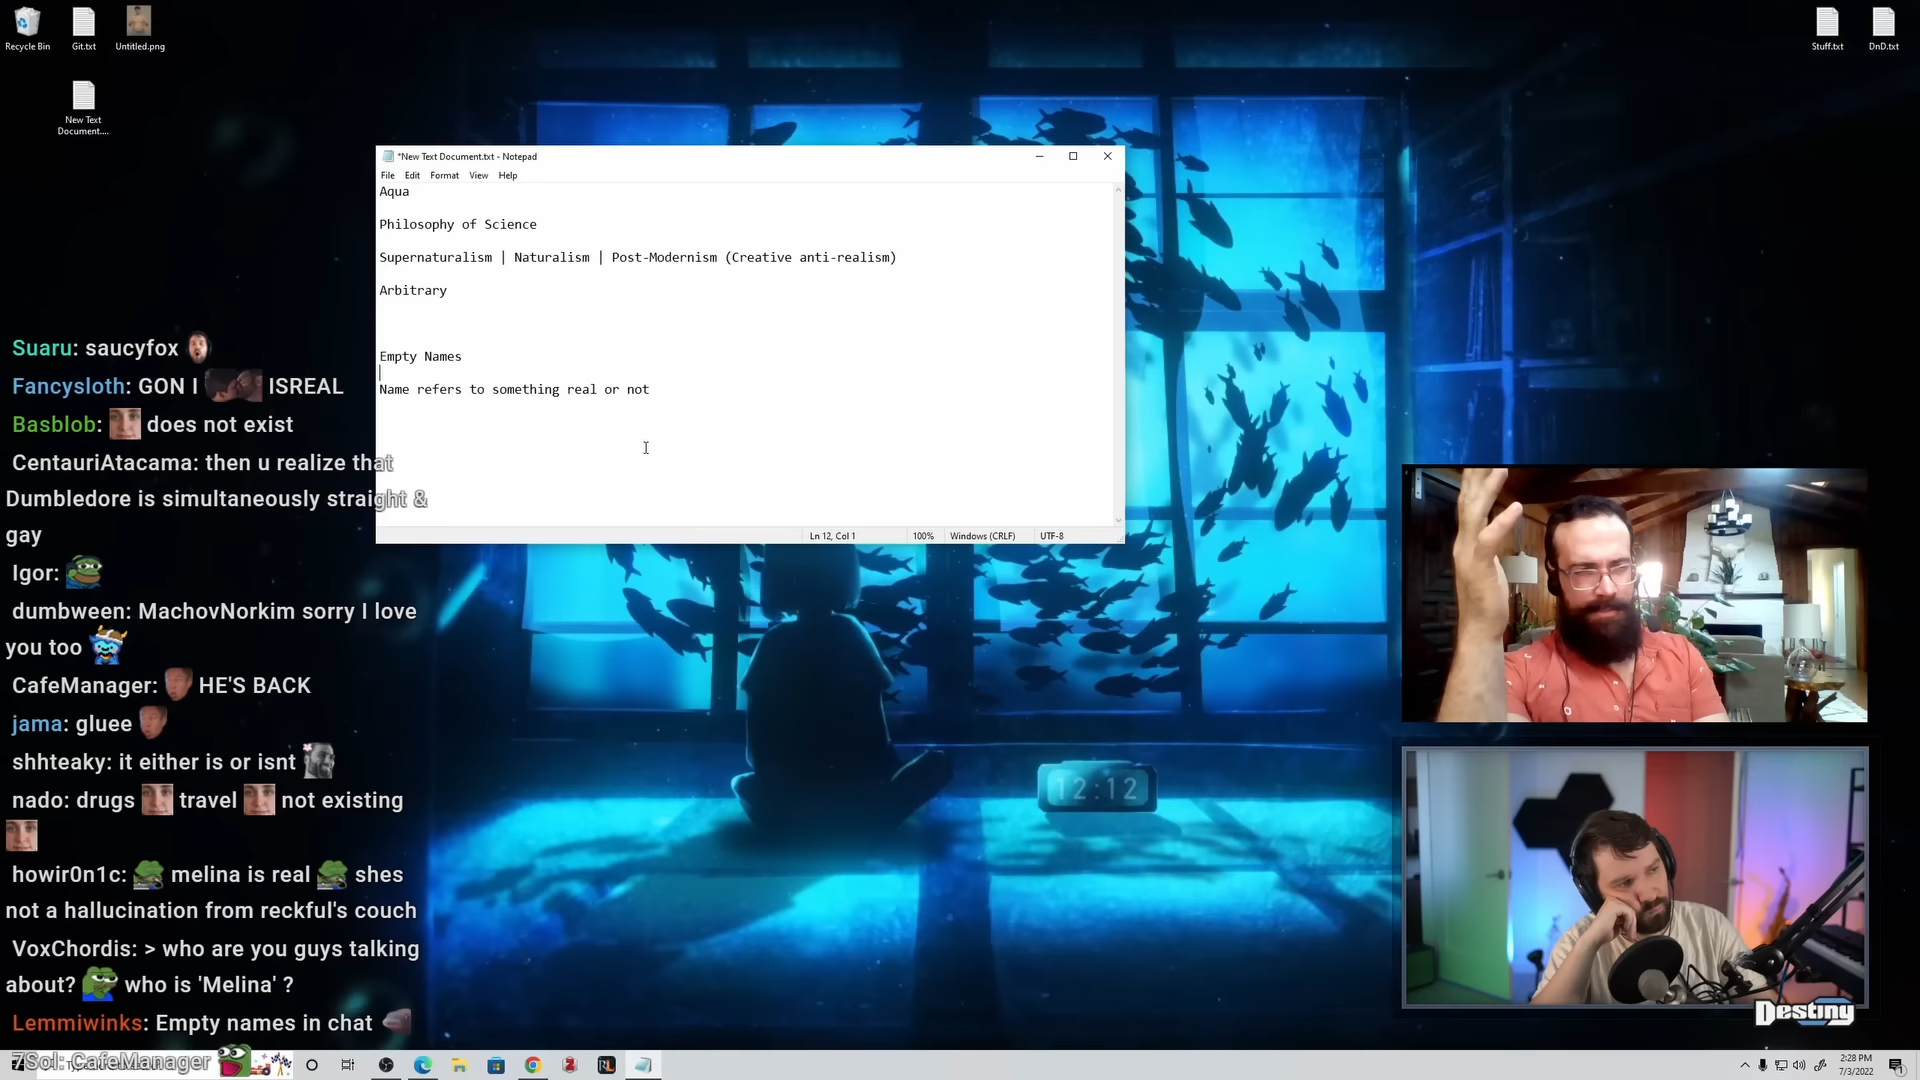 Recycle Bin
Git.txt
Untitled.png
New Text
Document....
Stuff.txt
DnD.txt
*New Text Document.txt - Notepad
File Edit Format View Help
Aqua
Philosophy of Science
Supernaturalism | Naturalism | Post-Modernism (Creative anti-realism)
Arbitrary
Empty Names
Name refers to something real or not
Ln 12, Col 1
100%
Windows (CRLF)
UTF-8
Suaru: saucyfox
Fancysloth: GON I ISREAL
Basblob: does not exist
CentauriAtacama: then u realize that
Dumbledore is simultaneously straight &
gay
Igor:
dumbween: MachovNorkim sorry I love
you too
CafeManager: HE'S BACK
jama: gluee
shhteaky: it either is or isnt
nado: drugs travel not existing
howir0n1c: melina is real shes
not a hallucination from reckful's couch
VoxChordis: > who are you guys talking
about? who is 'Melina' ?
Lemmiwinks: Empty names in chat
7Sol: CafeManager
12:12
Destiny
2:28 PM
7/3/2022